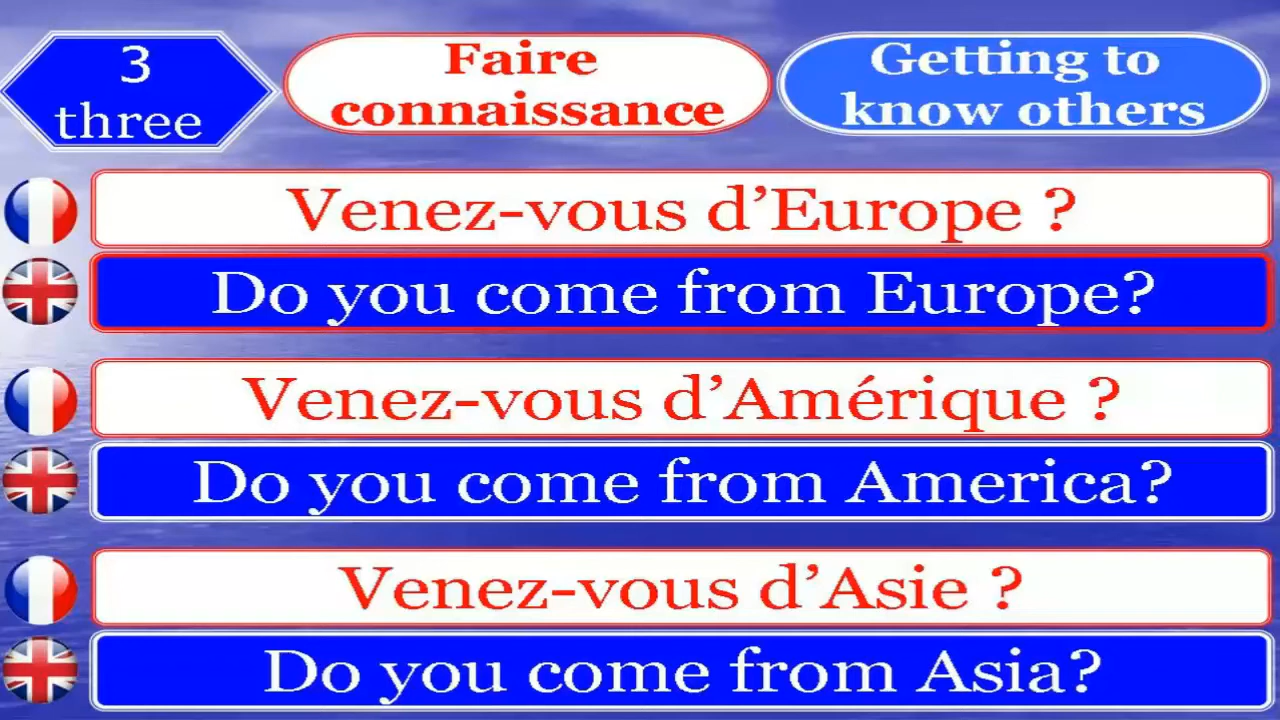 3
three
Faire
connaissance
Getting to
know others
Venez-vous d’Europe ?
Do you come from Europe?
Venez-vous d’Amérique ?
Do you come from America?
Venez-vous d’Asie ?
Do you come from Asia?